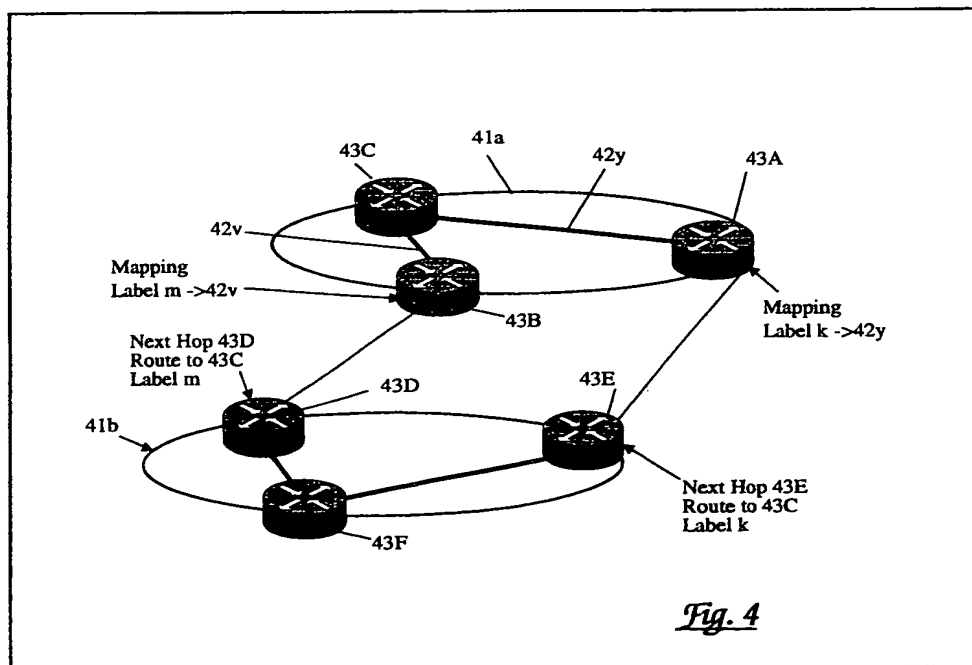 41a
43C
42y
43A
42v
Mapping
Label m ->42v
43B
Mapping
Label k ->42y
Next Hop 43D
Route to 43C
Label m
43D
43E
41b
Next Hop 43E
Route to 43C
Label k
43F
Fig. 4